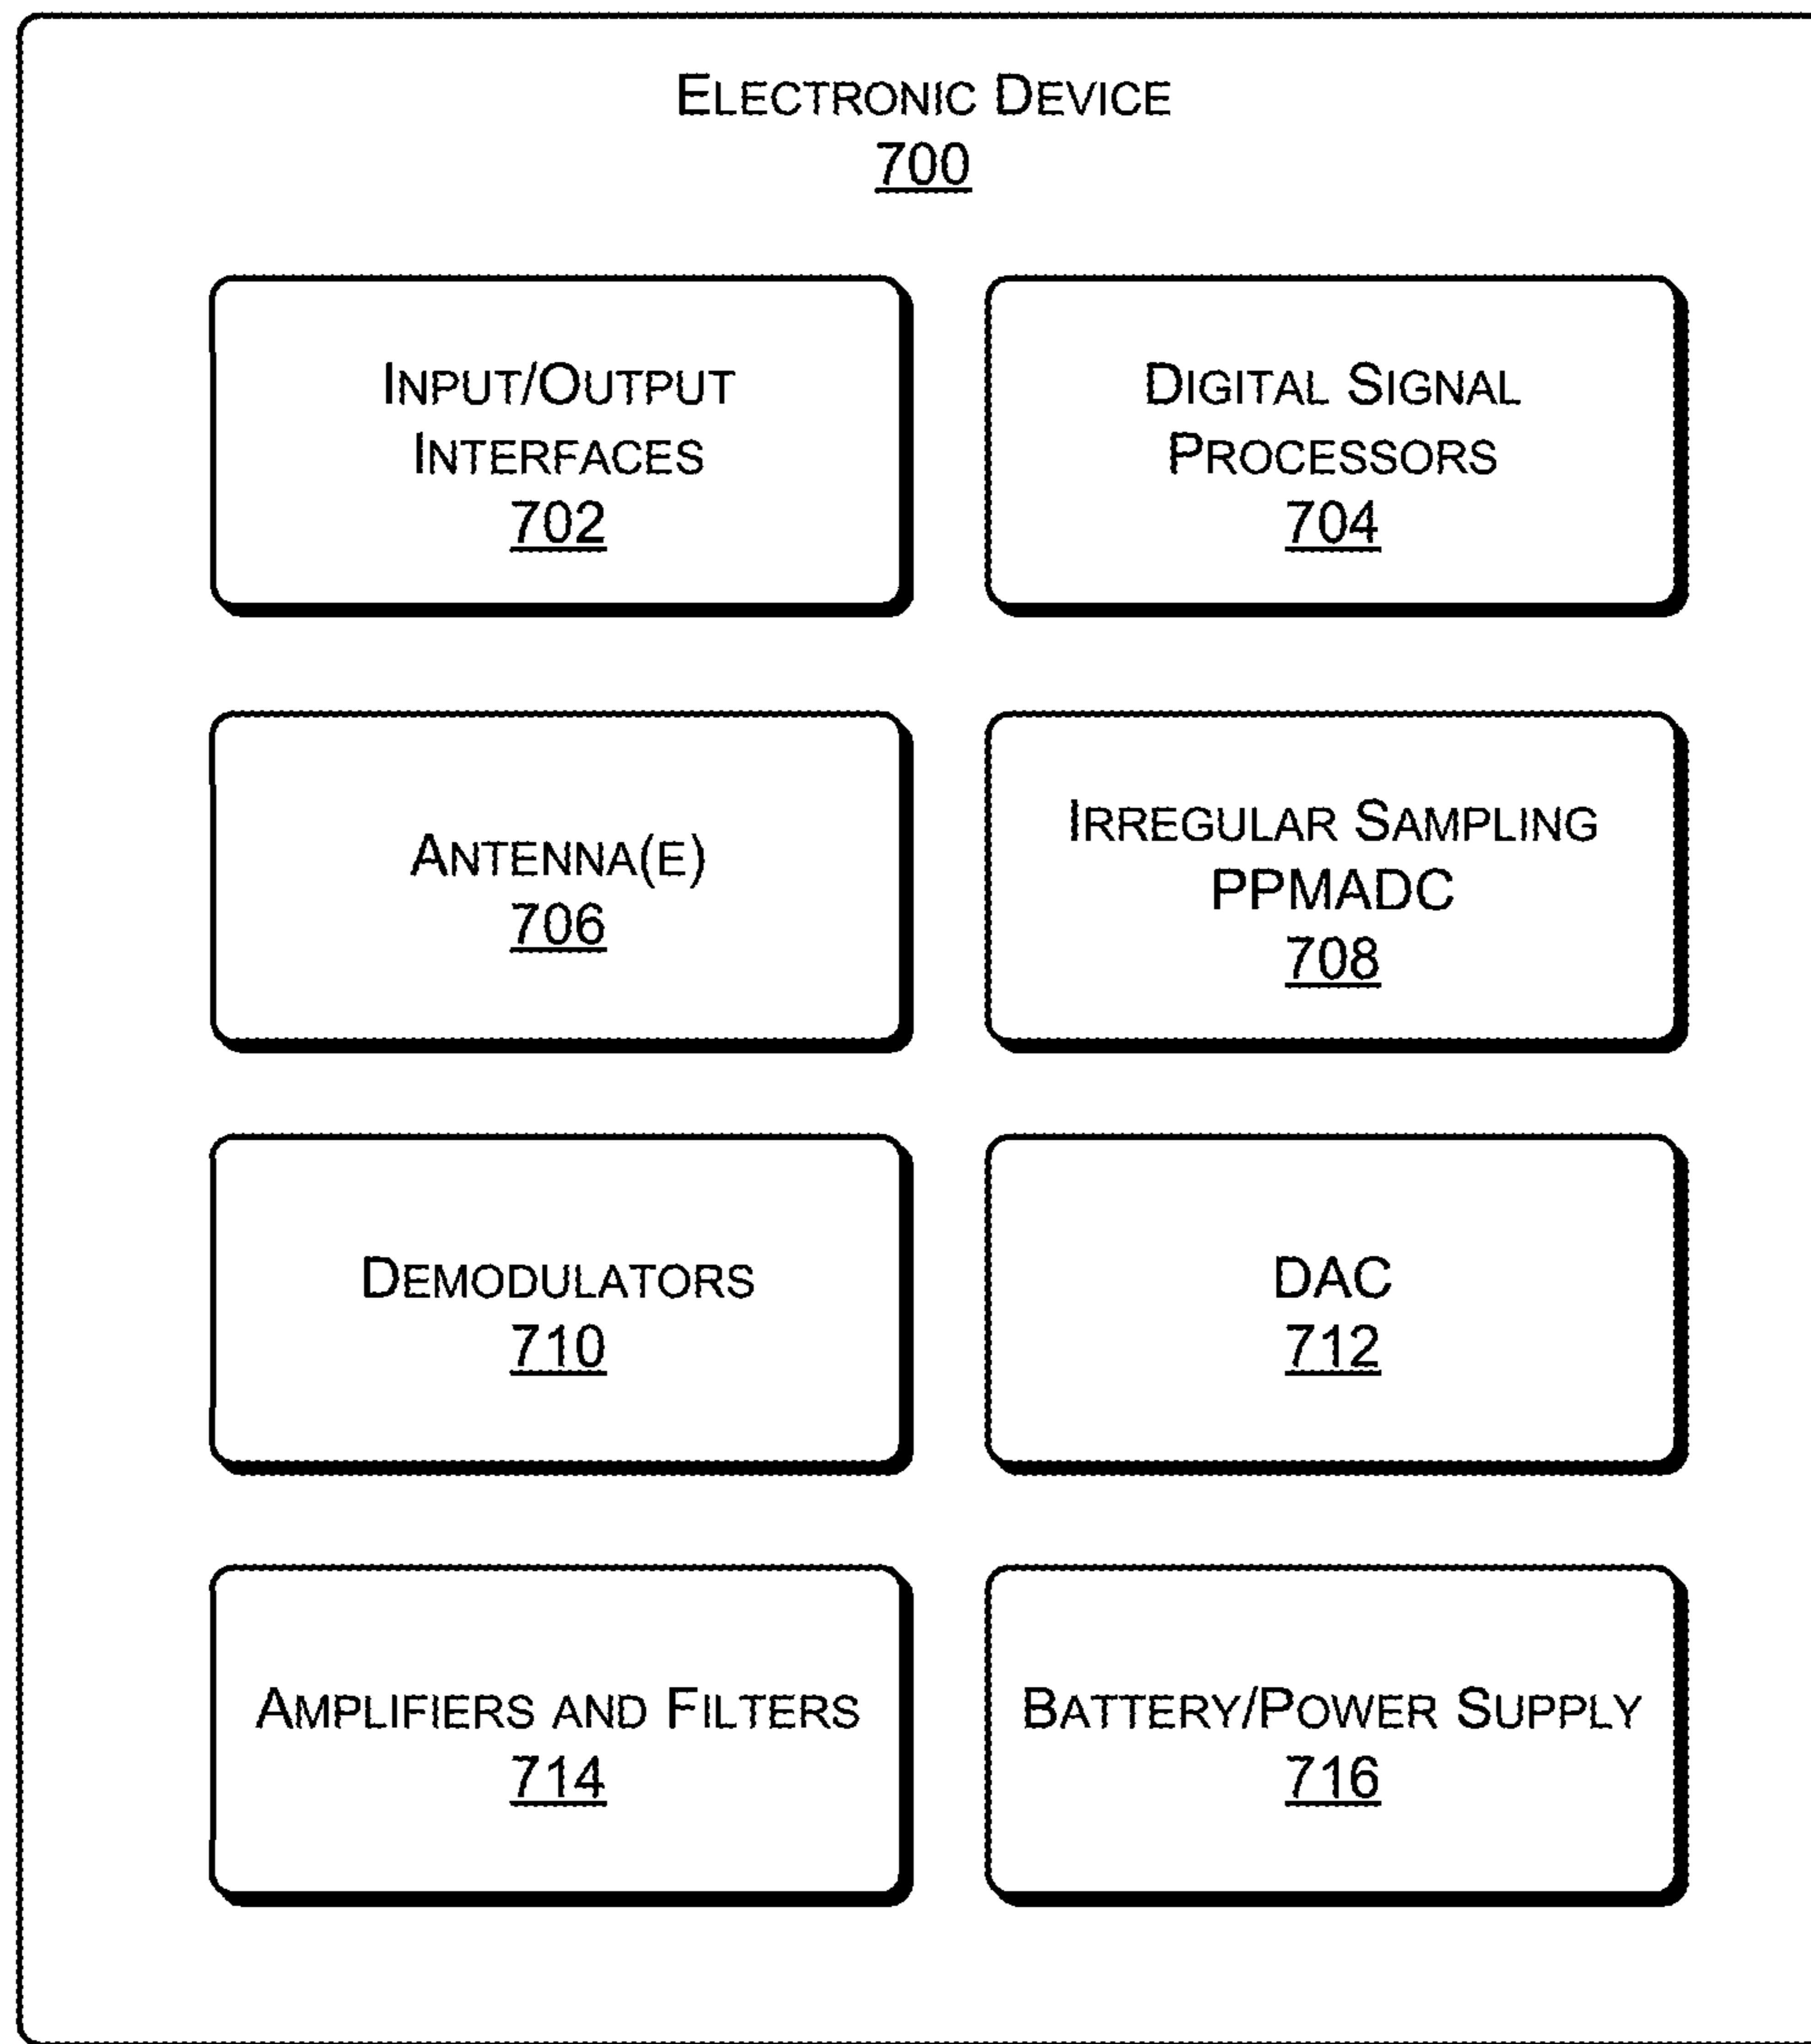 ELECTRONIC DEVICE
700
INPUT/OUTPUT
INTERFACES
702
DIGITAL SIGNAL
PROCESSORS
704
ANTENNA(E)
706
IRREGULAR SAMPLING
PPMADC
708
DEMODULATORS
710
DAC
712
AMPLIFIERS AND FILTERS
714
BATTERY/POWER SUPPLY
716